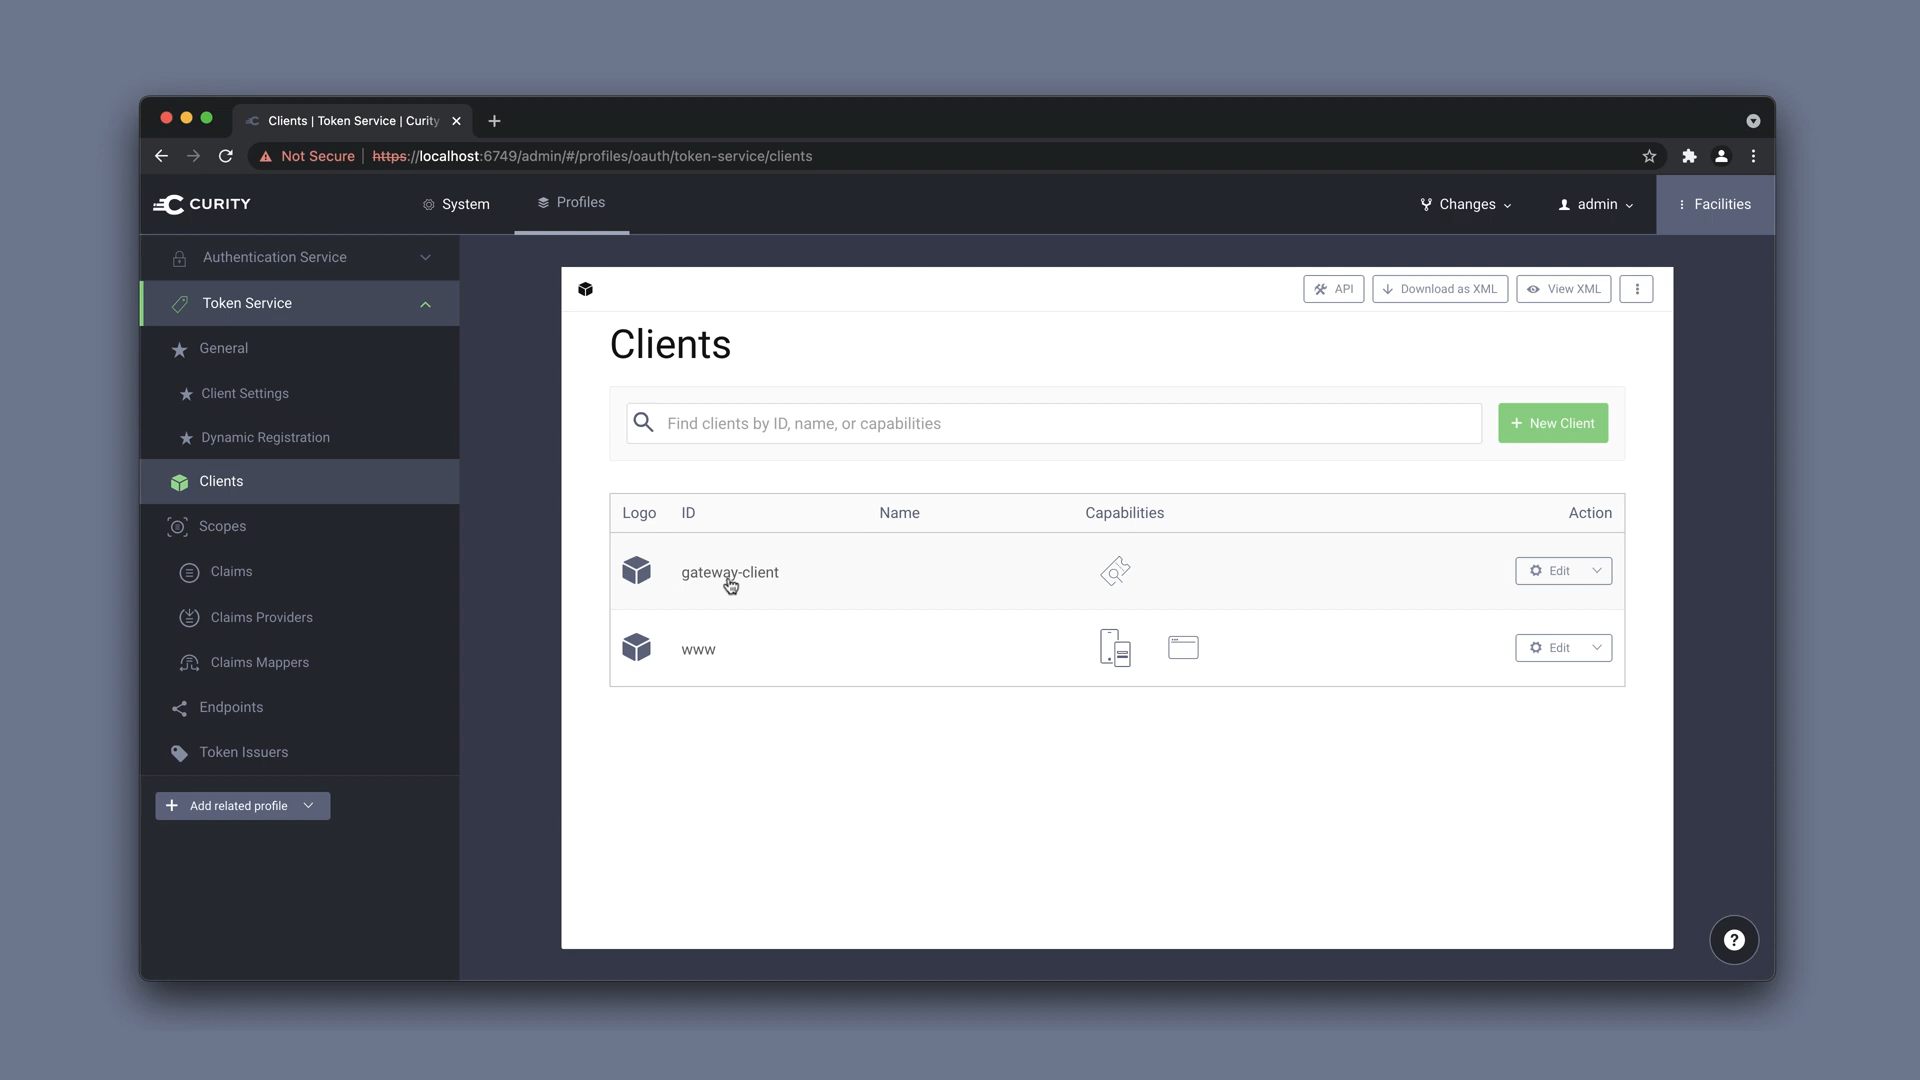 Clients | Token Service | Curity
Not Secure | https://localhost:6749/admin/#/profiles/oauth/token-service/clients
CURITY
System
Profiles
Changes
admin
Facilities
Authentication Service
Token Service
General
Client Settings
Dynamic Registration
Clients
Scopes
Claims
Claims Providers
Claims Mappers
Endpoints
Token Issuers
+ Add related profile
API
Download as XML
View XML
Clients
Find clients by ID, name, or capabilities
+ New Client
Logo ID Name Capabilities Action
gateway-client Edit
www Edit
?